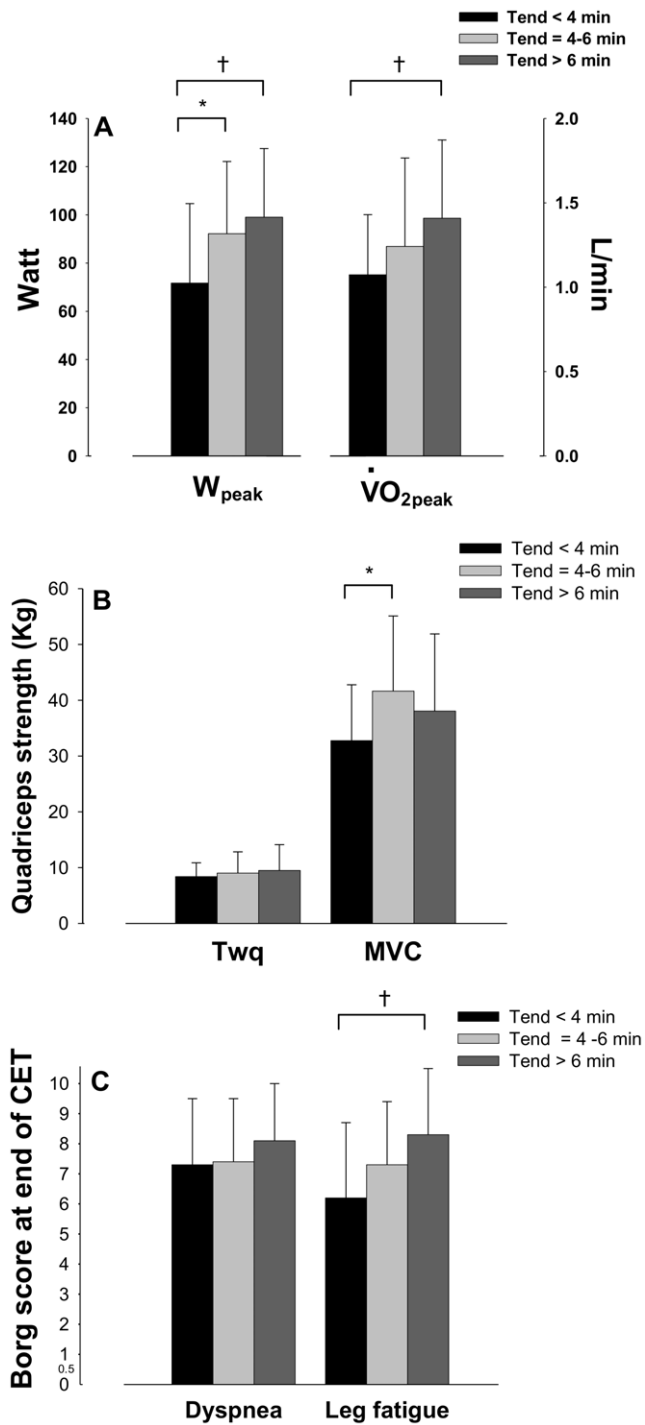 Tend < 4 min
Tend = 4-6 min
Tend > 6 min
†
†
*
A
140
120
100
80
60
40
20
0
Watt
2.0
1.5
1.0
0.5
0.0
L/min
W peak
V̇O2peak
Tend < 4 min
Tend = 4-6 min
Tend > 6 min
*
B
60
50
40
30
20
10
0
Quadriceps strength (Kg)
Twq MVC
†
Tend < 4 min
Tend = 4 -6 min
Tend > 6 min
C
10
9
8
7
6
5
4
3
2
1
0.5
0
Borg score at end of CET
Dyspnea Leg fatigue